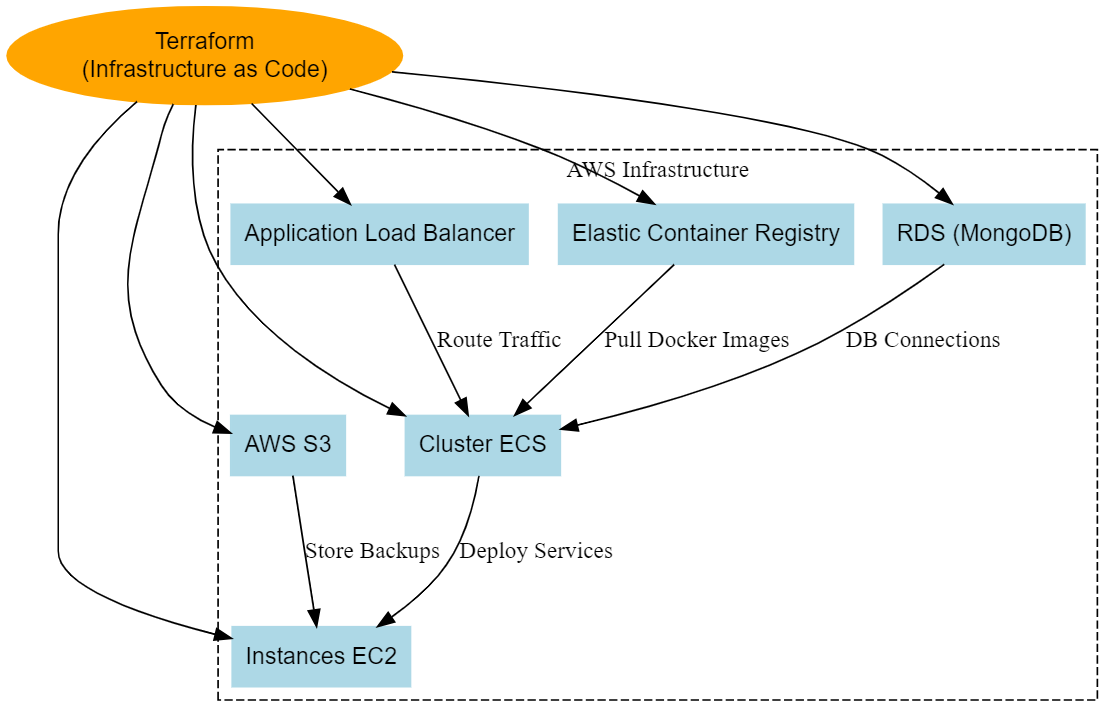 Terraform
(Infrastructure as Code)
AWS Infrastructure
Application Load Balancer
Elastic Container Registry
RDS (MongoDB)
Route Traffic
Pull Docker Images
DB Connections
AWS S3
Cluster ECS
Store Backups
Deploy Services
Instances EC2